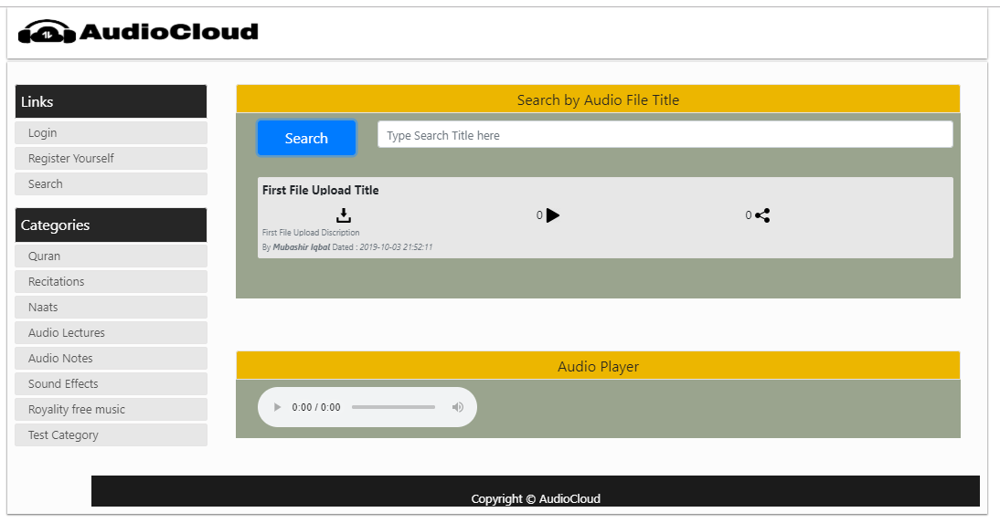 AudioCloud
Links
Login
Register Yourself
Search
Categories
Quran
Recitations
Naats
Audio Lectures
Audio Notes
Sound Effects
Royality free music
Test Category
Search by Audio File Title
Search
Type Search Title here
First File Upload Title
0
0
First File Upload Discription
By Mubashir Iqbal Dated : 2019-10-03 21:52:11
Audio Player
0:00 / 0:00
Copyright © AudioCloud